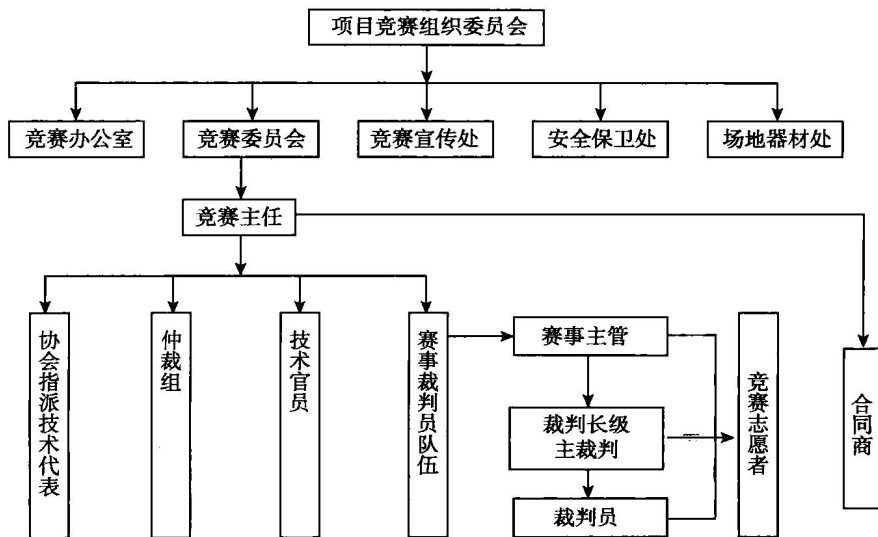 项目竞赛组织委员会
竞赛办公室
竞赛委员会
竞赛宣传处
安全保卫处
场地器材处
竞赛主任
协会指派技术代表
仲裁组
技术官员
赛事裁判员队伍
赛事主管
裁判长级
主裁判
裁判员
竞赛志愿者
合同商